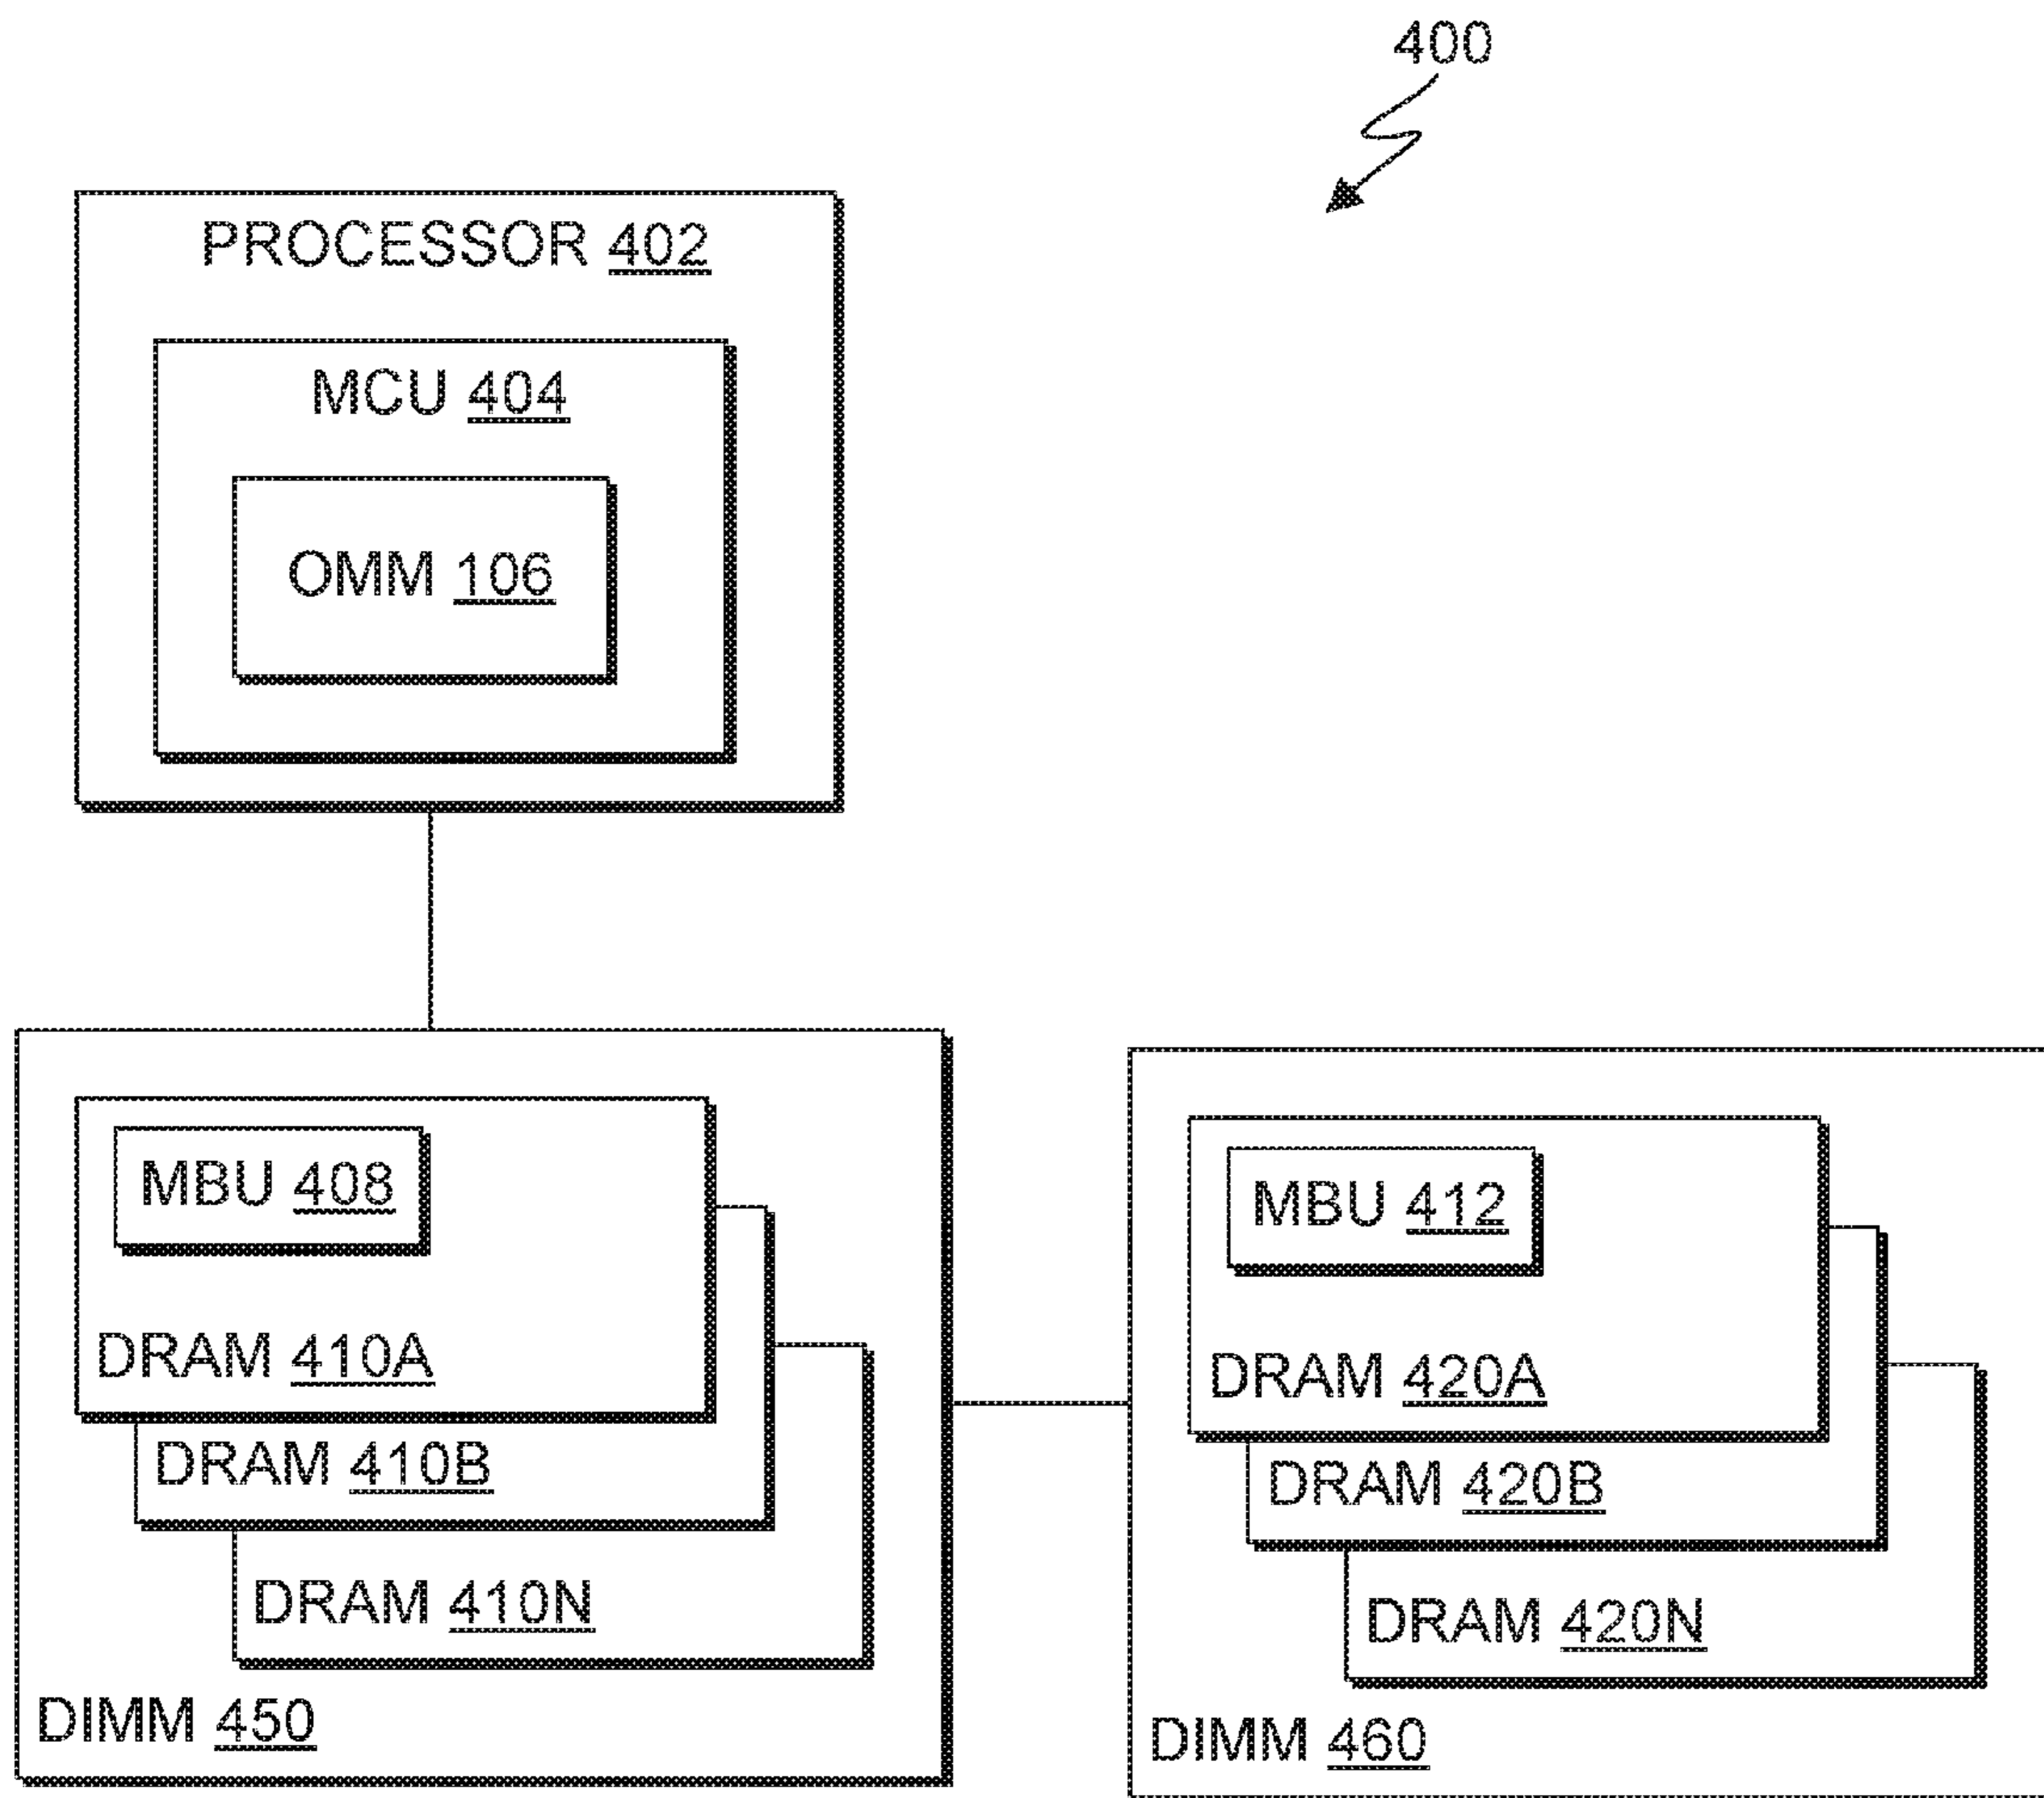 400
PROCESSOR 402
MCU 404
OMM 106
MBU 408
DRAM 410A
DRAM 410B
DRAM 410N
DIMM 450
MBU 412
DRAM 420A
DRAM 420B
DRAM 420N
DIMM 460